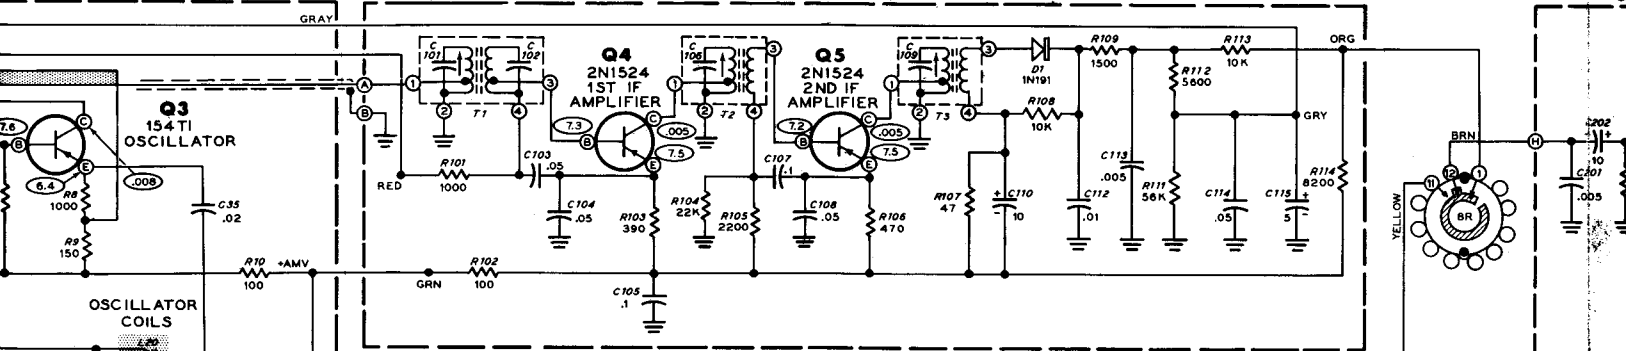 GRAY
7.6
B
C
E
Q3
154 TI
OSCILLATOR
6.4
.008
R8
1000
R9
150
C35
.02
R10
100
+AMV
OSCILLATOR
COILS
L20
A
B
RED
GRN
1
C
101
C
102
2
T1
3
4
R101
1000
R102
100
C103
.05
C104
.05
Q4
2N1524
1ST IF
AMPLIFIER
7.3
B
C
E
.005
7.5
R103
390
C105
.1
1
C
106
2
T2
3
4
R104
22K
R105
2200
C107
.1
C108
.05
Q5
2N1524
2ND IF
AMPLIFIER
7.2
B
C
E
.005
7.5
R106
470
1
C
109
2
T3
3
4
D1
1N191
R108
10K
R107
47
C110
+
-
10
C112
.01
R109
1500
C113
.005
R112
5600
R111
56K
R113
10K
C114
.05
GRY
C115
+
-
5
R114
8200
ORG
BRN
YELLOW
11
12
1
8R
H
C202
+
10
C201
.005